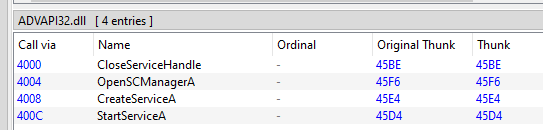 ADVAPI32.dll [ 4 entries ]
Call via Name Ordinal Original Thunk Thunk
4000 CloseServiceHandle - 45BE 45BE
4004 OpenSCManagerA - 45F6 45F6
4008 CreateServiceA - 45E4 45E4
400C StartServiceA - 45D4 45D4